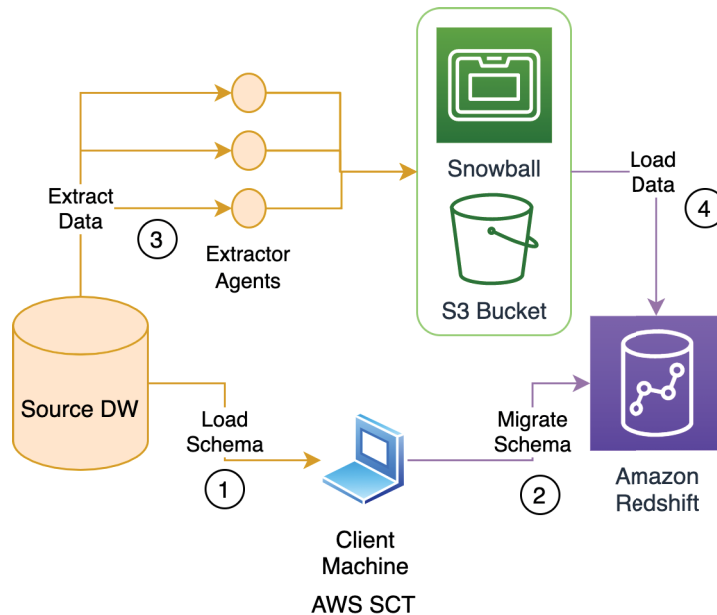 Extract
Data
3
Extractor
Agents
Snowball
S3 Bucket
Load
Data
4
Source DW
Load
Schema
1
Client
Machine
AWS SCT
Migrate
Schema
2
Amazon
Redshift